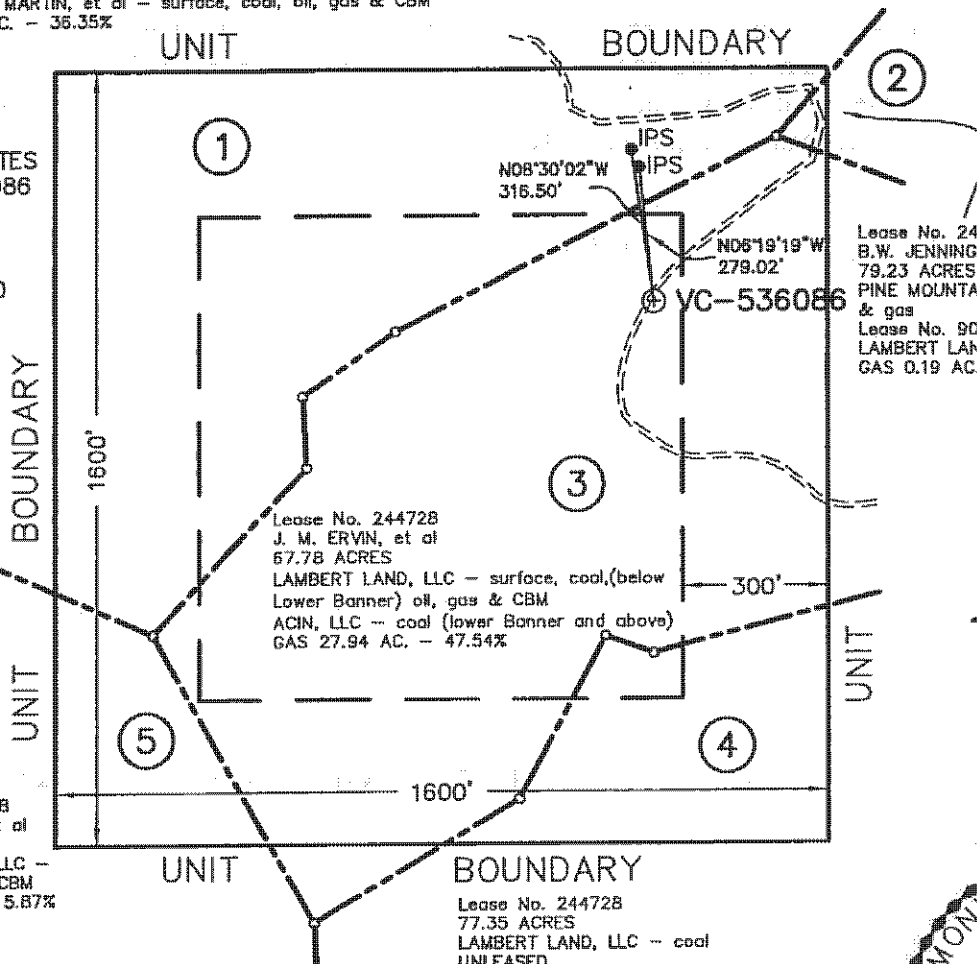 MARTIN, et al — surface, coal, oil, gas & CBM
C. — 36.35%
UNIT
BOUNDARY
2
1
TES
086
IPS
IPS
N08°30'02"W
316.50'
N06°19'19"W
279.02'
VC-536086
Lease No. 24
B.W. JENNING
79.23 ACRES
PINE MOUNTA
& gas
Lease No. 90
LAMBERT LAN
GAS 0.19 AC.
BOUNDARY
1600'
3
Lease No. 244728
J. M. ERVIN, et al
67.78 ACRES
LAMBERT LAND, LLC — surface, coal,(below
Lower Banner) oil, gas & CBM
ACIN, LLC — coal (lower Banner and above)
GAS 27.94 AC. — 47.54%
300'
UNIT
UNIT
5
4
1600'
B
t al
LLC —
CBM
5.87%
UNIT
BOUNDARY
Lease No. 244728
77.35 ACRES
LAMBERT LAND, LLC — coal
UNLEASED
MON